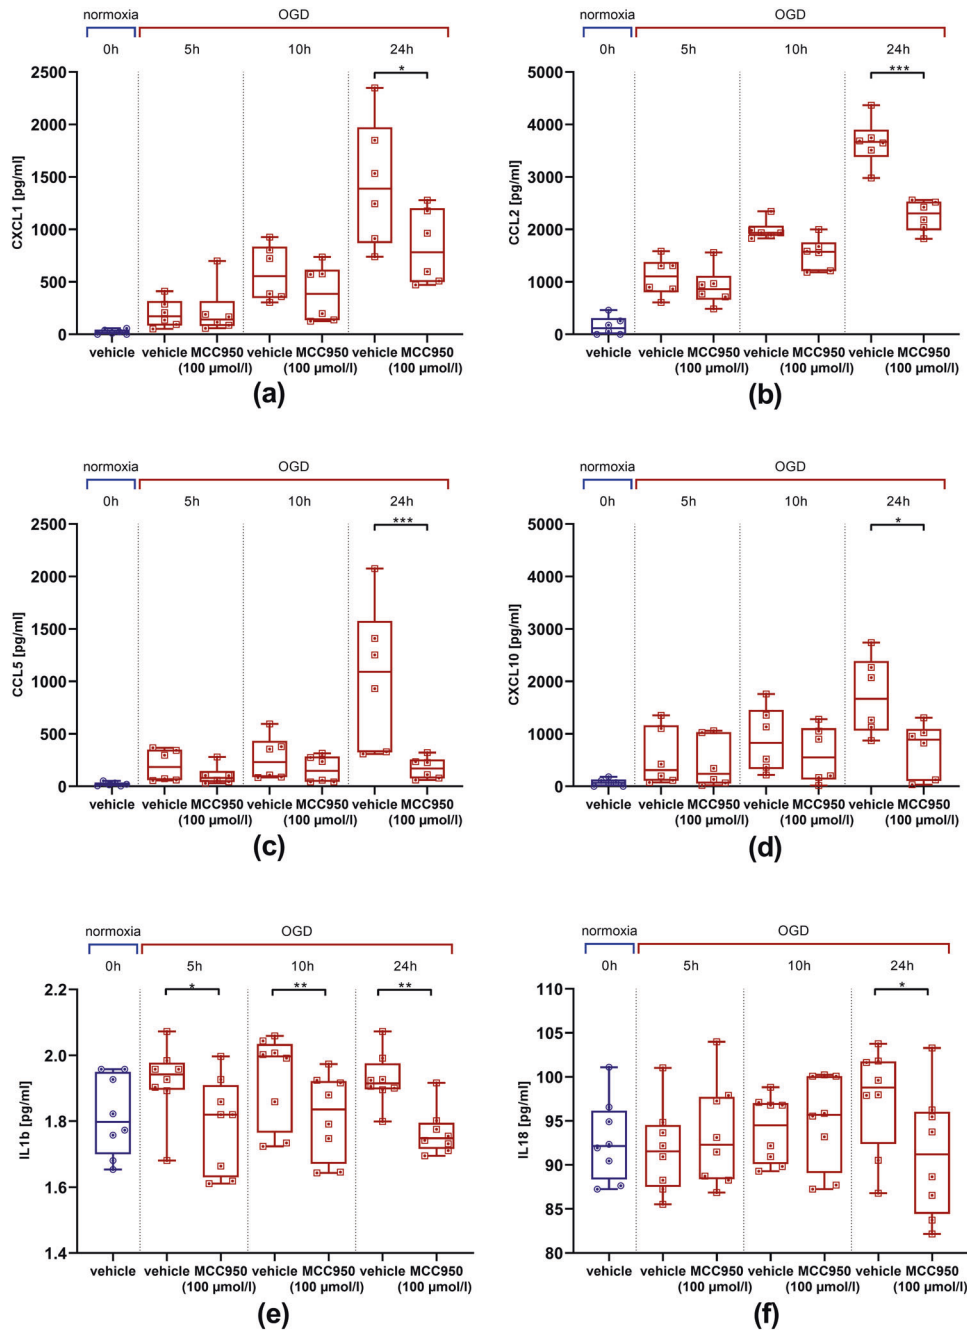 normoxia OGD
0h 5h 10h 24h
CXCL1 [pg/ml]
2500
2000
1500
1000
500
0
*
vehicle vehicle MCC950 vehicle MCC950 vehicle MCC950
(100 µmol/l) (100 µmol/l) (100 µmol/l)
(a)
normoxia OGD
0h 5h 10h 24h
CCL2 [pg/ml]
5000
4000
3000
2000
1000
0
***
vehicle vehicle MCC950 vehicle MCC950 vehicle MCC950
(100 µmol/l) (100 µmol/l) (100 µmol/l)
(b)
normoxia OGD
0h 5h 10h 24h
CCL5 [pg/ml]
2500
2000
1500
1000
500
0
***
vehicle vehicle MCC950 vehicle MCC950 vehicle MCC950
(100 µmol/l) (100 µmol/l) (100 µmol/l)
(c)
normoxia OGD
0h 5h 10h 24h
CXCL10 [pg/ml]
5000
4000
3000
2000
1000
0
*
vehicle vehicle MCC950 vehicle MCC950 vehicle MCC950
(100 µmol/l) (100 µmol/l) (100 µmol/l)
(d)
normoxia OGD
0h 5h 10h 24h
IL1b [pg/ml]
2.2
2.0
1.8
1.6
1.4
* ** **
vehicle vehicle MCC950 vehicle MCC950 vehicle MCC950
(100 µmol/l) (100 µmol/l) (100 µmol/l)
(e)
normoxia OGD
0h 5h 10h 24h
IL18 [pg/ml]
110
105
100
95
90
85
80
*
vehicle vehicle MCC950 vehicle MCC950 vehicle MCC950
(100 µmol/l) (100 µmol/l) (100 µmol/l)
(f)